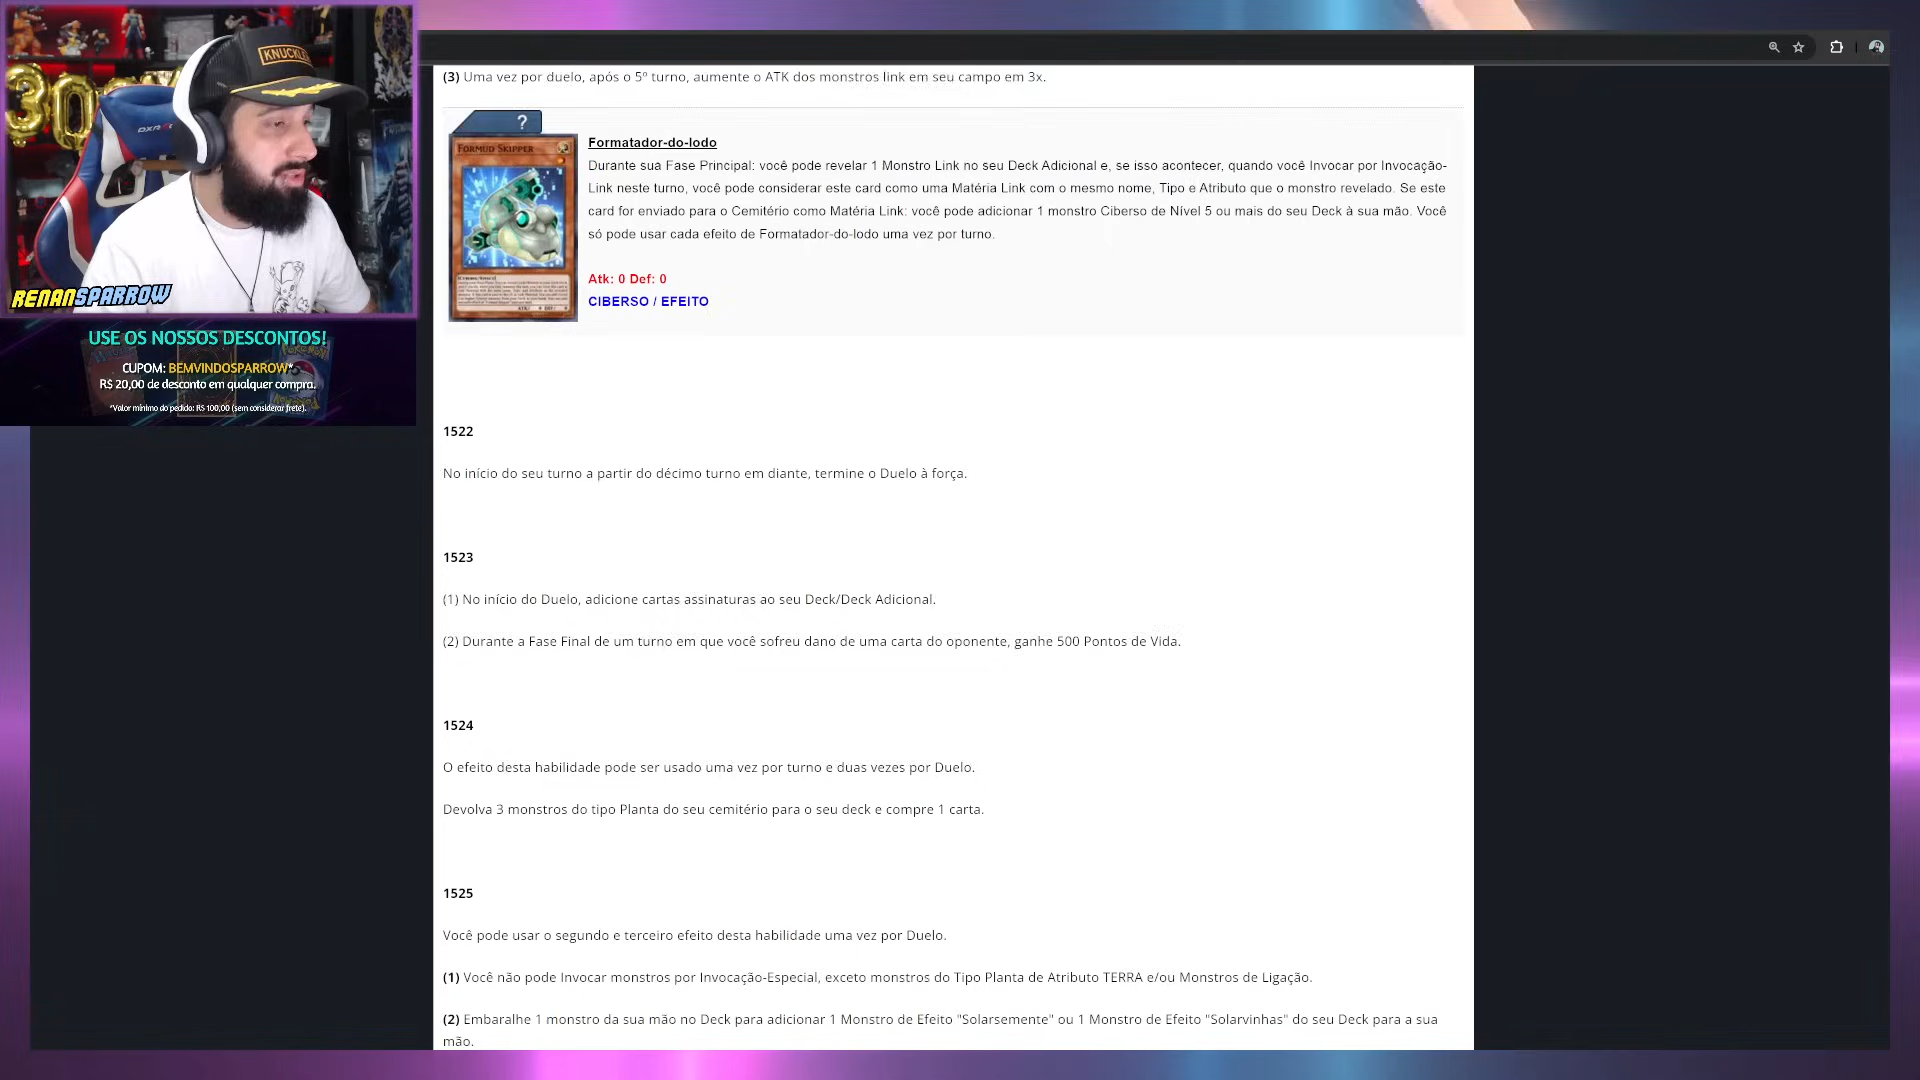 KNUCKLE
30
DXRACER
RENANSPARROW
USE OS NOSSOS DESCONTOS!
CUPOM: BEMVINDOSPARROW*
R$ 20,00 de desconto em qualquer compra.
*Valor mínimo do pedido: R$ 100,00 (sem considerar frete).
(3) Uma vez por duelo, após o 5º turno, aumente o ATK dos monstros link em seu campo em 3x.
?
FORMUD SKIPPER
Formatador-do-lodo
Durante sua Fase Principal: você pode revelar 1 Monstro Link no seu Deck Adicional e, se isso acontecer, quando você Invocar por Invocação-
Link neste turno, você pode considerar este card como uma Matéria Link com o mesmo nome, Tipo e Atributo que o monstro revelado. Se este
card for enviado para o Cemitério como Matéria Link: você pode adicionar 1 monstro Ciberso de Nível 5 ou mais do seu Deck à sua mão. Você
só pode usar cada efeito de Formatador-do-lodo uma vez por turno.
Atk: 0 Def: 0
CIBERSO / EFEITO
1522
No início do seu turno a partir do décimo turno em diante, termine o Duelo à força.
1523
(1) No início do Duelo, adicione cartas assinaturas ao seu Deck/Deck Adicional.
(2) Durante a Fase Final de um turno em que você sofreu dano de uma carta do oponente, ganhe 500 Pontos de Vida.
1524
O efeito desta habilidade pode ser usado uma vez por turno e duas vezes por Duelo.
Devolva 3 monstros do tipo Planta do seu cemitério para o seu deck e compre 1 carta.
1525
Você pode usar o segundo e terceiro efeito desta habilidade uma vez por Duelo.
(1) Você não pode Invocar monstros por Invocação-Especial, exceto monstros do Tipo Planta de Atributo TERRA e/ou Monstros de Ligação.
(2) Embaralhe 1 monstro da sua mão no Deck para adicionar 1 Monstro de Efeito "Solarsemente" ou 1 Monstro de Efeito "Solarvinhas" do seu Deck para a sua
mão.